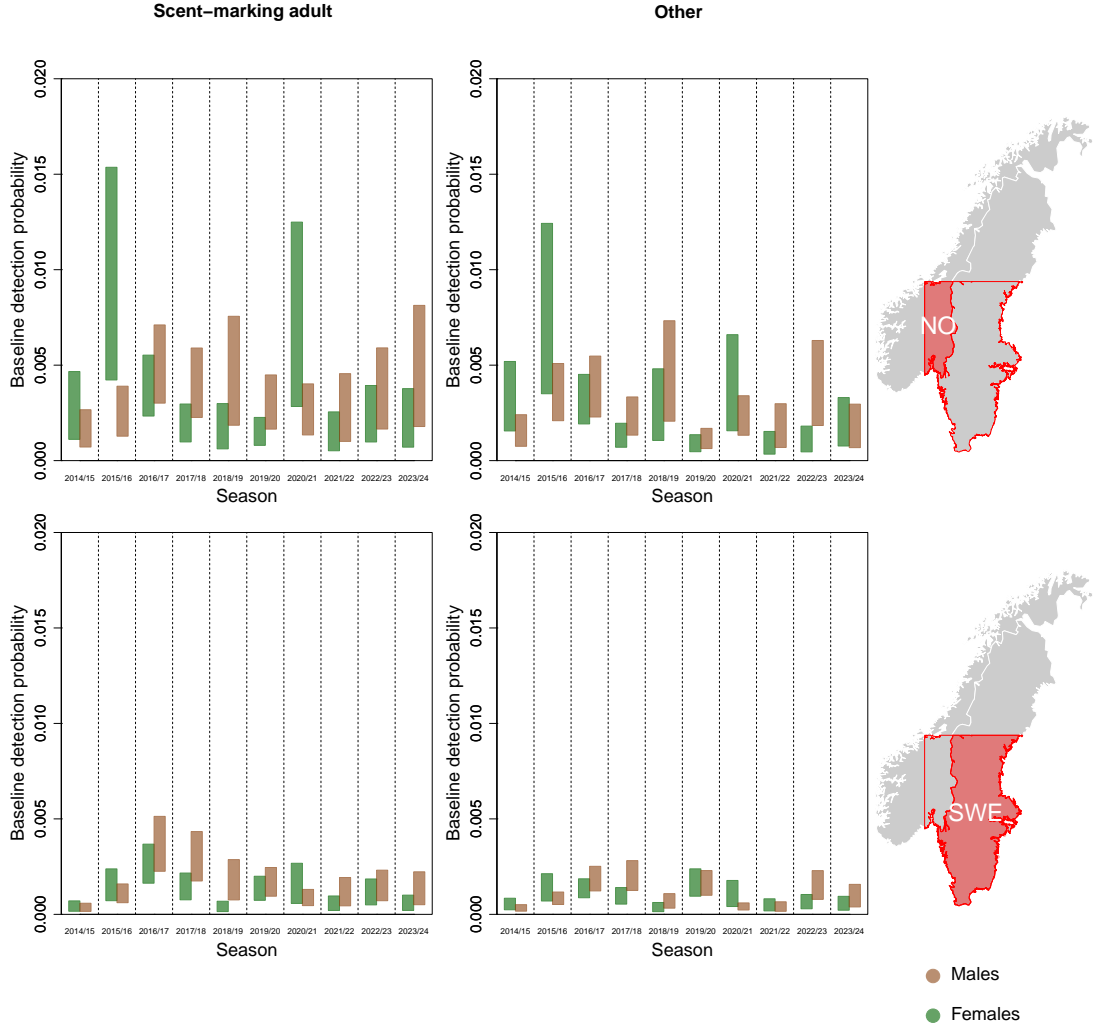 Scent−marking adult
Other
Baseline detection probability
0.000 0.005 0.010 0.015 0.020
2014/15 2015/16 2016/17 2017/18 2018/19 2019/20 2020/21 2021/22 2022/23 2023/24
Season
Baseline detection probability
0.000 0.005 0.010 0.015 0.020
2014/15 2015/16 2016/17 2017/18 2018/19 2019/20 2020/21 2021/22 2022/23 2023/24
Season
NO
Baseline detection probability
0.000 0.005 0.010 0.015 0.020
2014/15 2015/16 2016/17 2017/18 2018/19 2019/20 2020/21 2021/22 2022/23 2023/24
Season
Baseline detection probability
0.000 0.005 0.010 0.015 0.020
2014/15 2015/16 2016/17 2017/18 2018/19 2019/20 2020/21 2021/22 2022/23 2023/24
Season
SWE
Males
Females